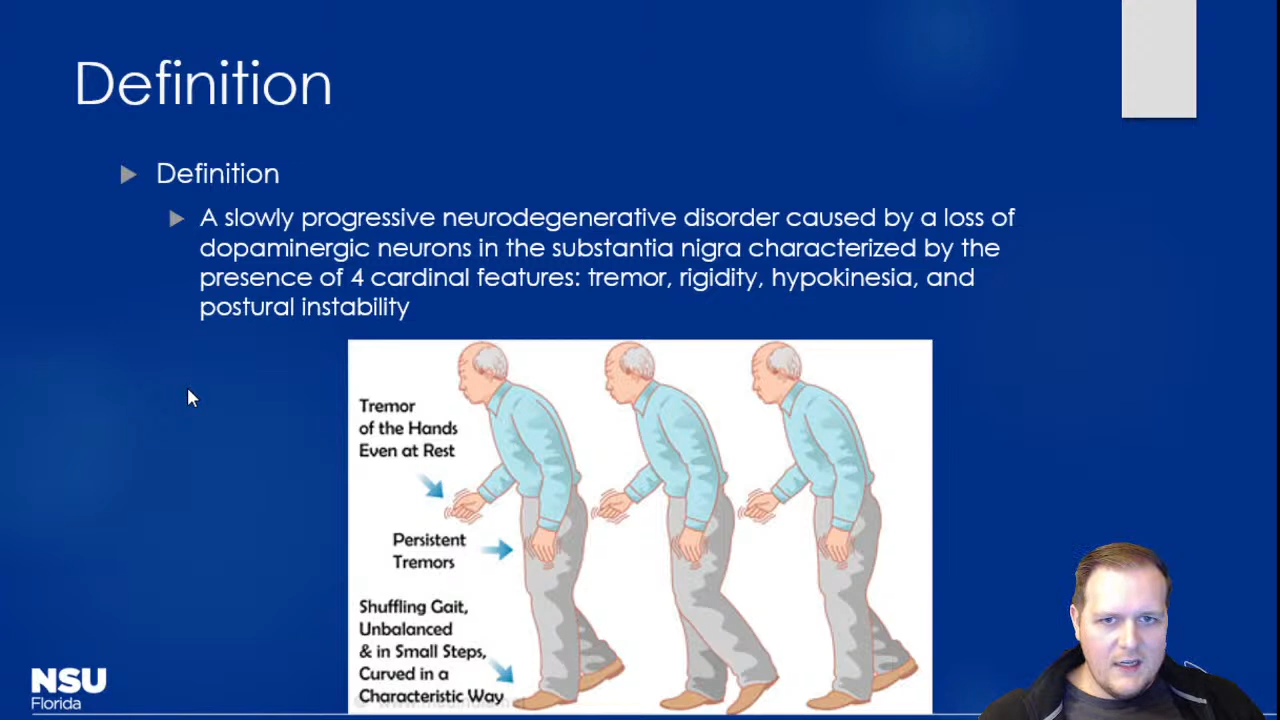 Definition
Definition
A slowly progressive neurodegenerative disorder caused by a loss of
dopaminergic neurons in the substantia nigra characterized by the
presence of 4 cardinal features: tremor, rigidity, hypokinesia, and
postural instability
Tremor
of the Hands
Even at Rest
Persistent
Tremors
Shuffling Gait,
Unbalanced
& in Small Steps,
Curved in a
Characteristic Way
NSU
Florida